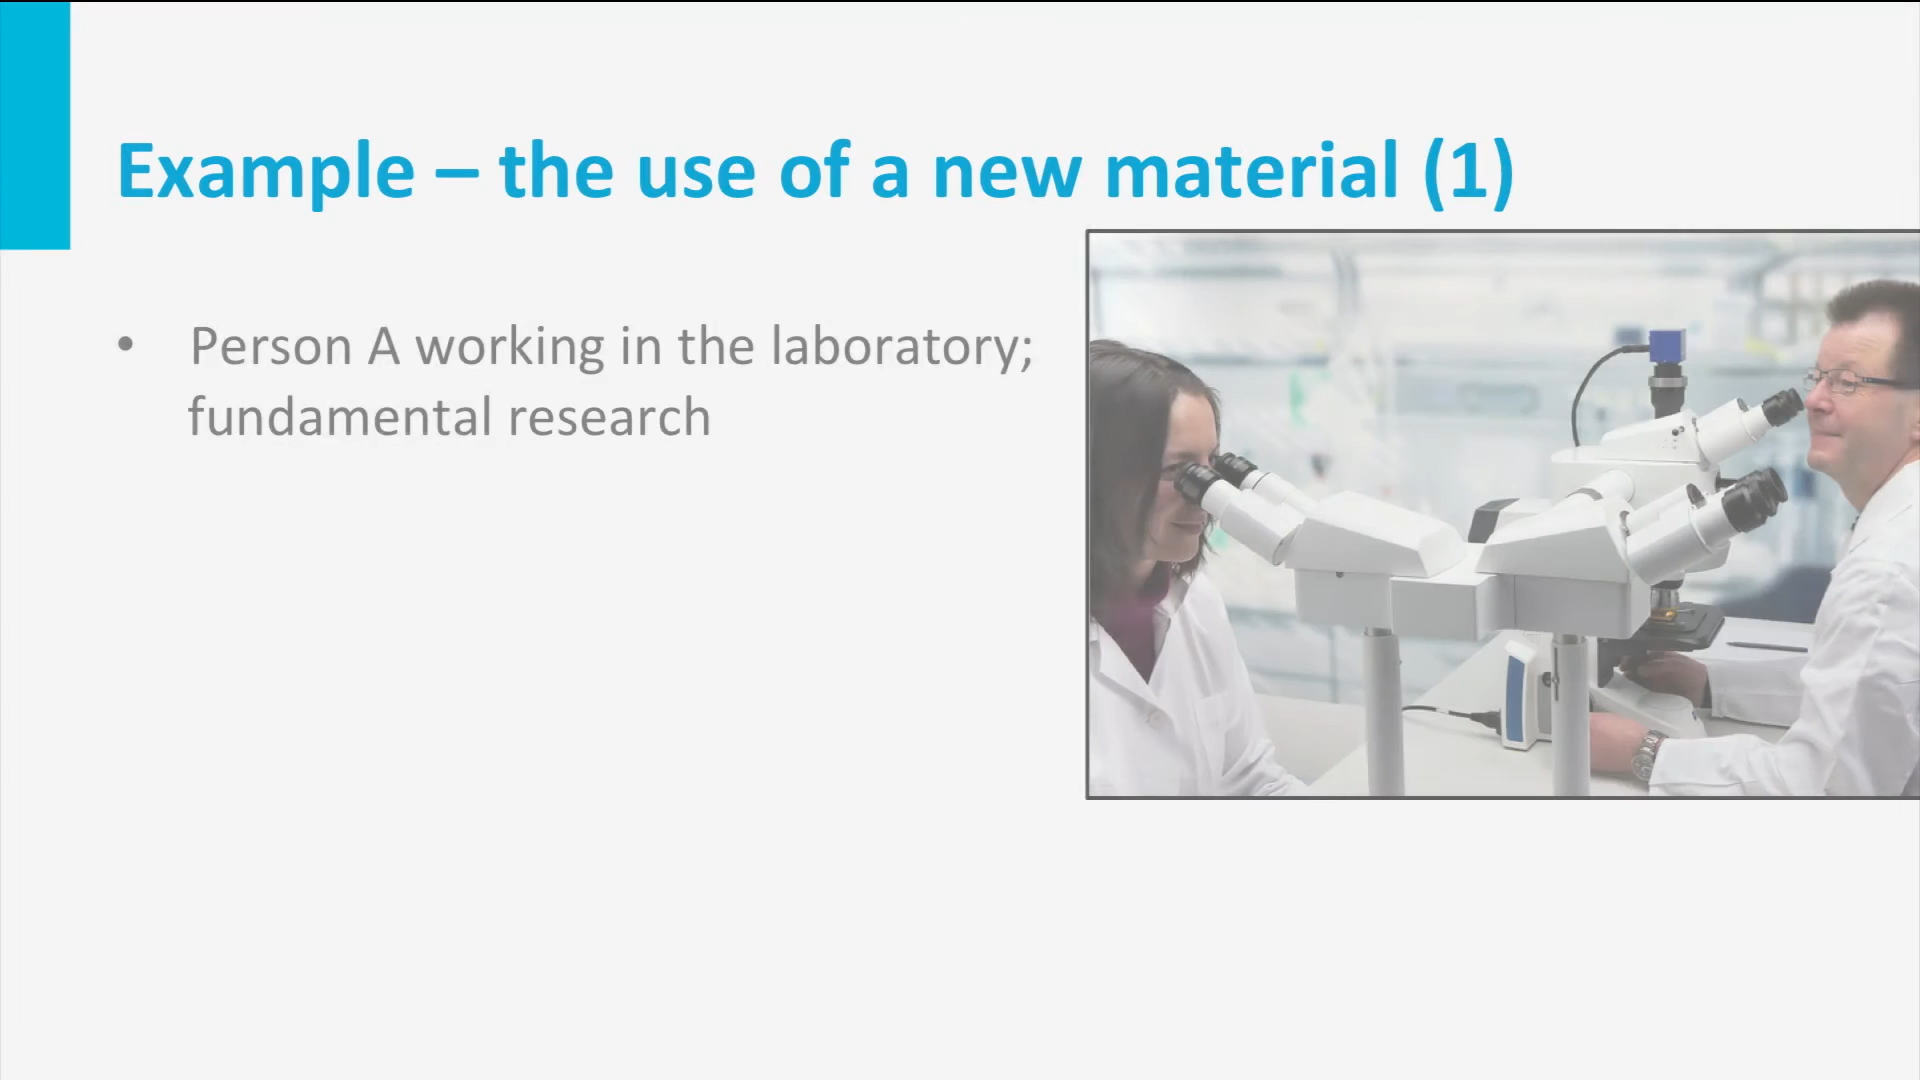 Example – the use of a new material (1)
• Person A working in the laboratory;
fundamental research